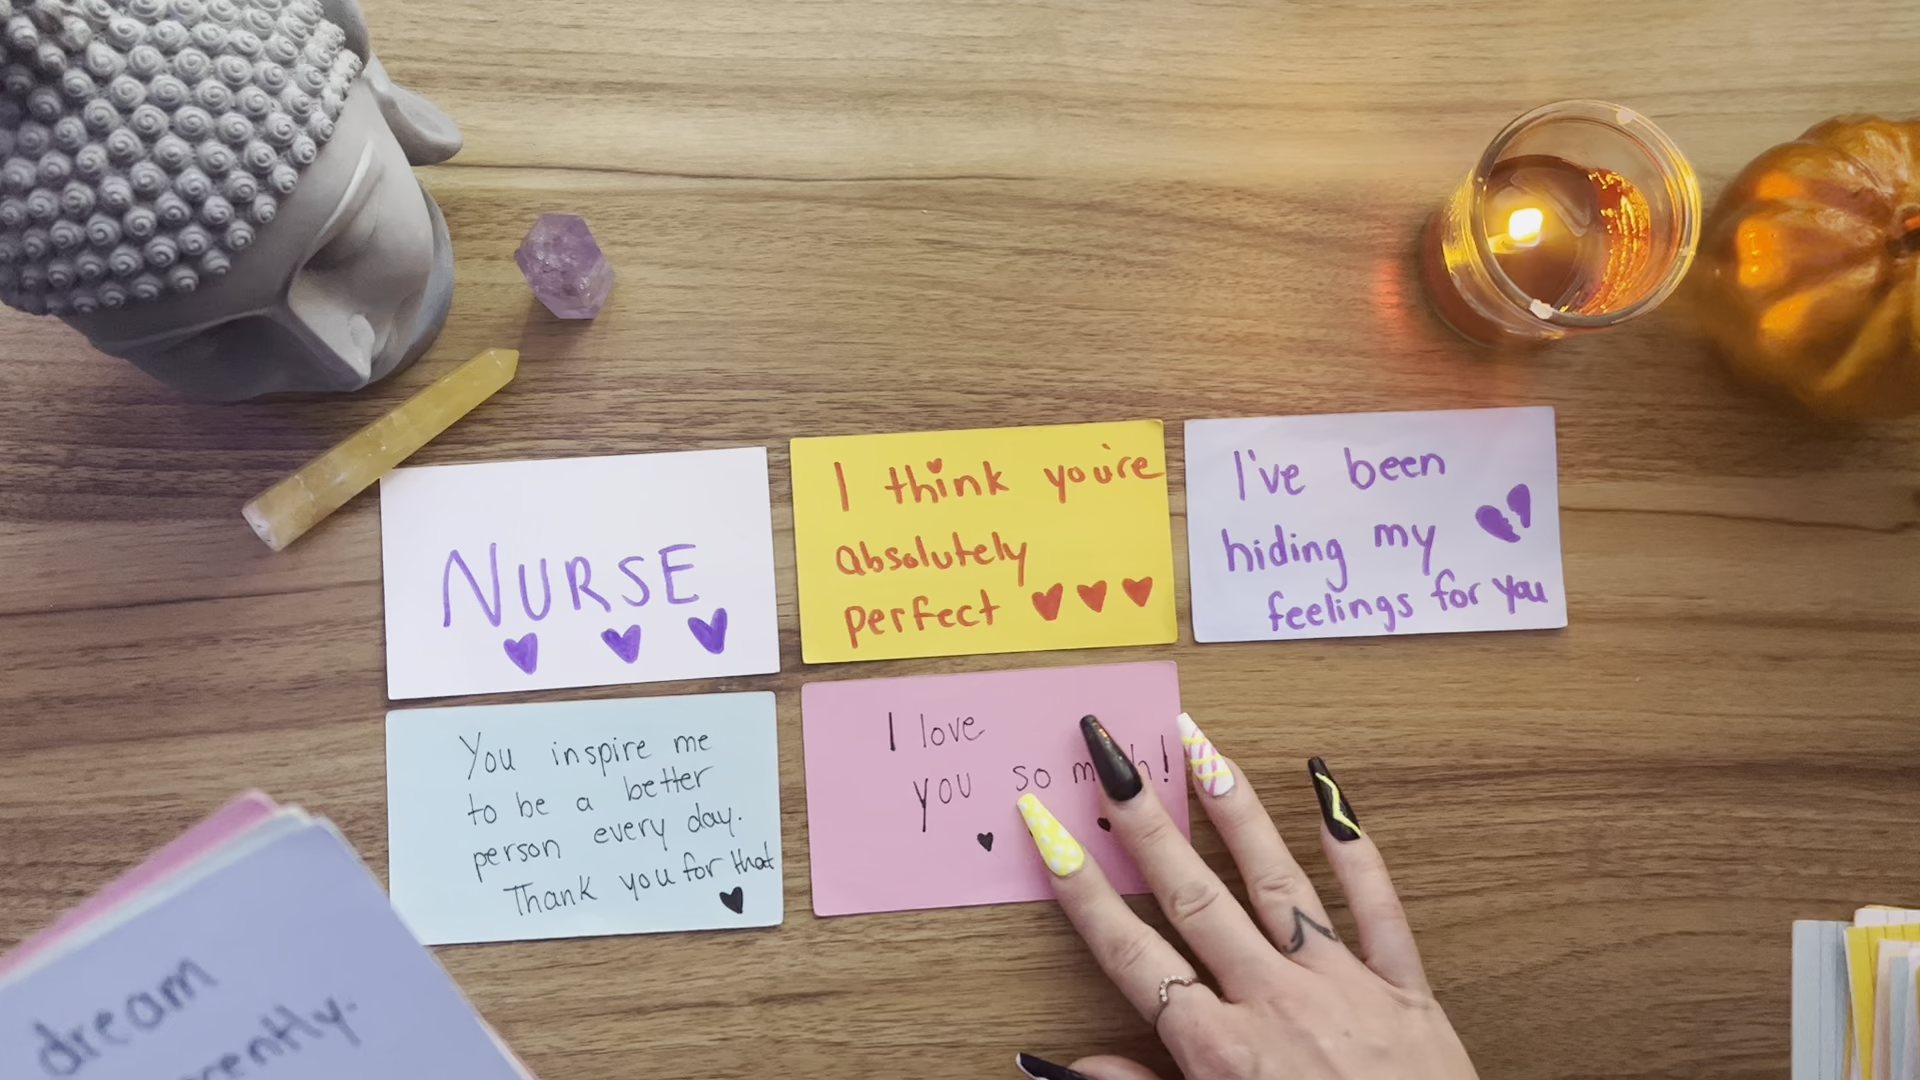 NURSE
I think you're
absolutely
perfect
I've been
hiding my
feelings for you
You inspire me
to be a better
person every day.
Thank you for that
I love
you so
dream